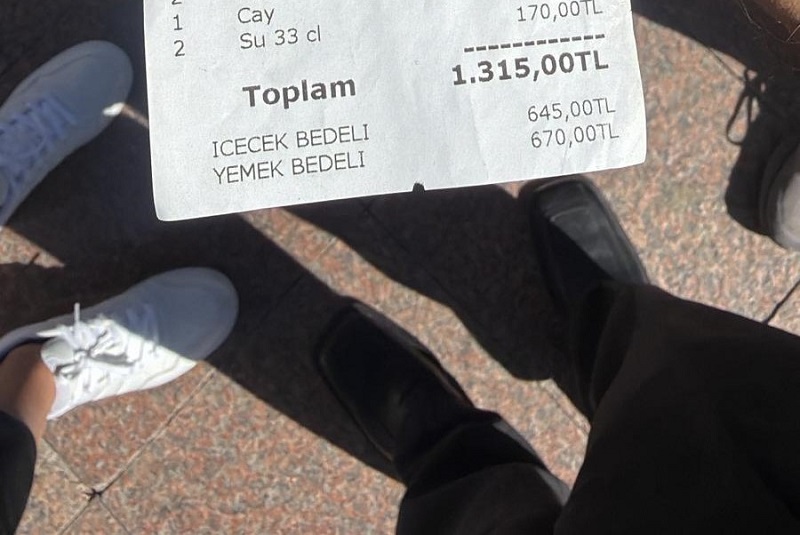 1 Cay
2 Su 33 cl 170,00TL
Toplam 1.315,00TL
ICECEK BEDELI 645,00TL
YEMEK BEDELI 670,00TL